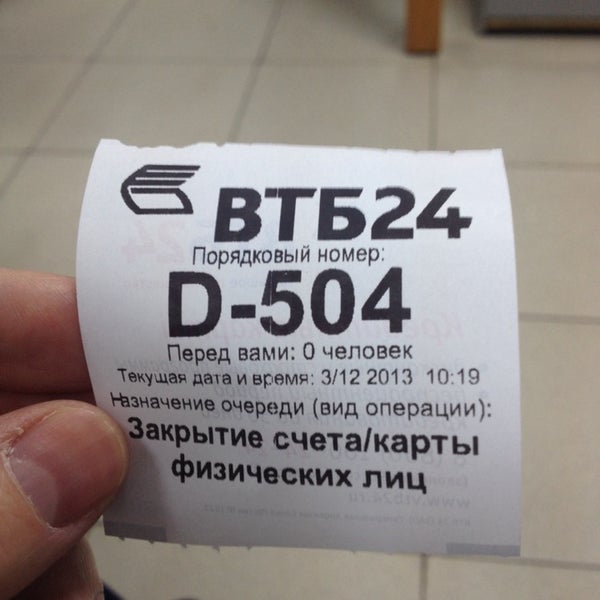 ВТБ24
Порядковый номер:
D-504
Перед вами: 0 человек
Текущая дата и время: 3/12 2013 10:19
Назначение очереди (вид операции):
Закрытие счета/карты
физических лиц